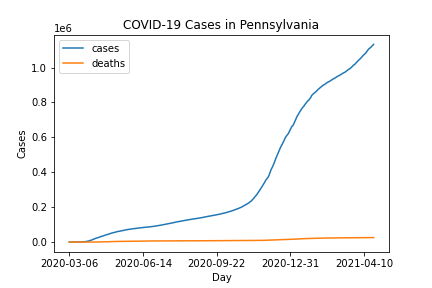 COVID-19 Cases in Pennsylvania
1e6
cases
deaths
1.0
0.8
0.6
0.4
0.2
0.0
Cases
2020-03-06 2020-06-14 2020-09-22 2020-12-31 2021-04-10
Day